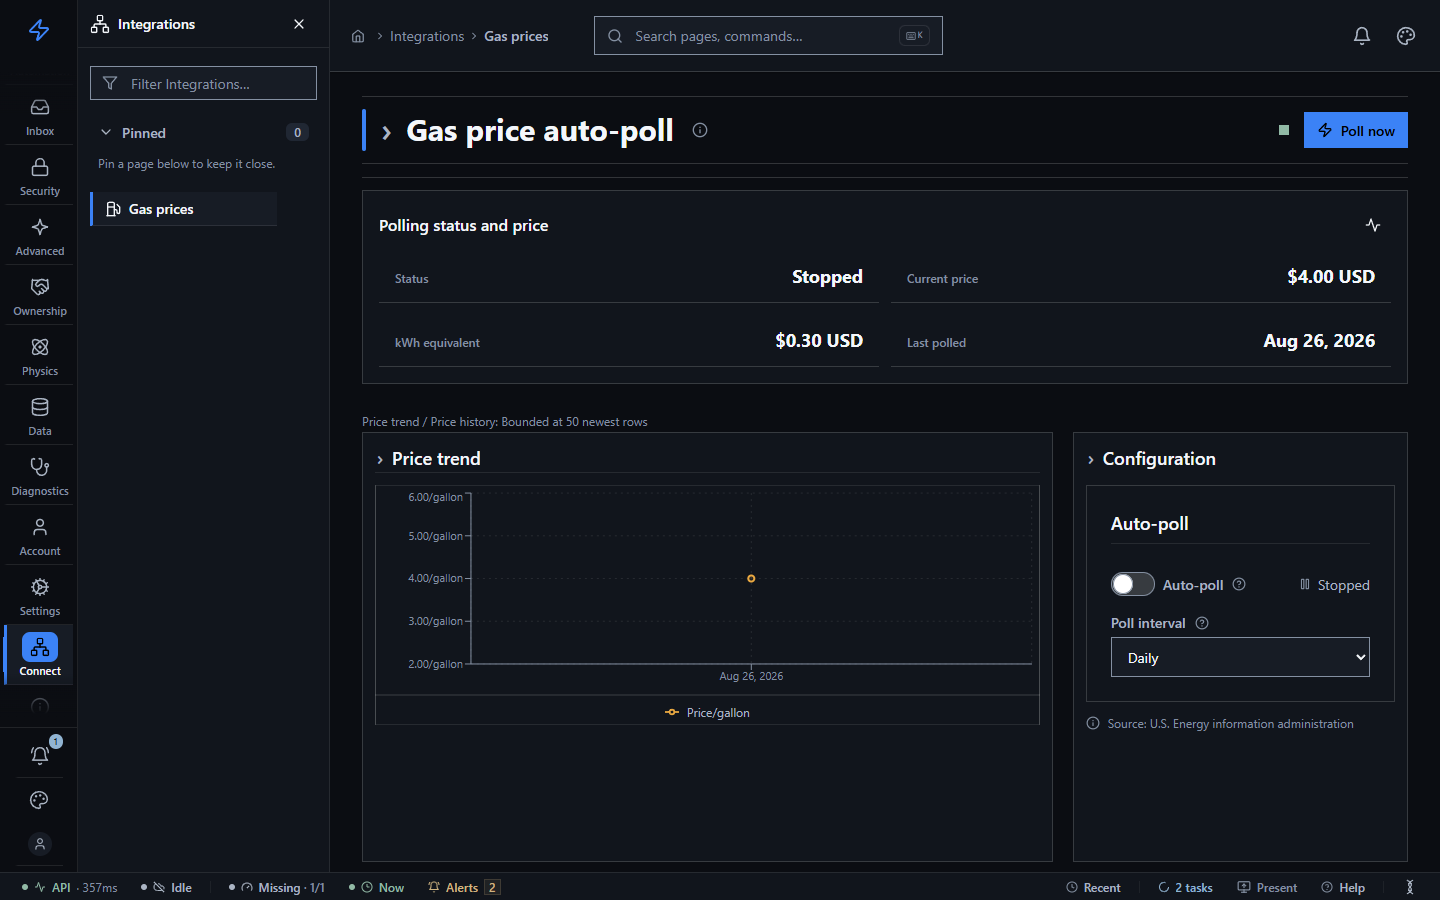 Integrations
Filter Integrations...
Pinned
0
Pin a page below to keep it close.
Gas prices
Inbox
Security
Advanced
Ownership
Physics
Data
Diagnostics
Account
Settings
Connect
1
Integrations
Gas prices
Search pages, commands...
K
Gas price auto-poll
Poll now
Polling status and price
Status
Stopped
Current price
$4.00 USD
kWh equivalent
$0.30 USD
Last polled
Aug 26, 2026
Price trend / Price history: Bounded at 50 newest rows
Price trend
6.00/gallon
5.00/gallon
4.00/gallon
3.00/gallon
2.00/gallon
Aug 26, 2026
Price/gallon
Configuration
Auto-poll
Auto-poll
Stopped
Poll interval
Daily
Source: U.S. Energy information administration
API · 357ms
Idle
Missing · 1/1
Now
Alerts 2
Recent
2 tasks
Present
Help